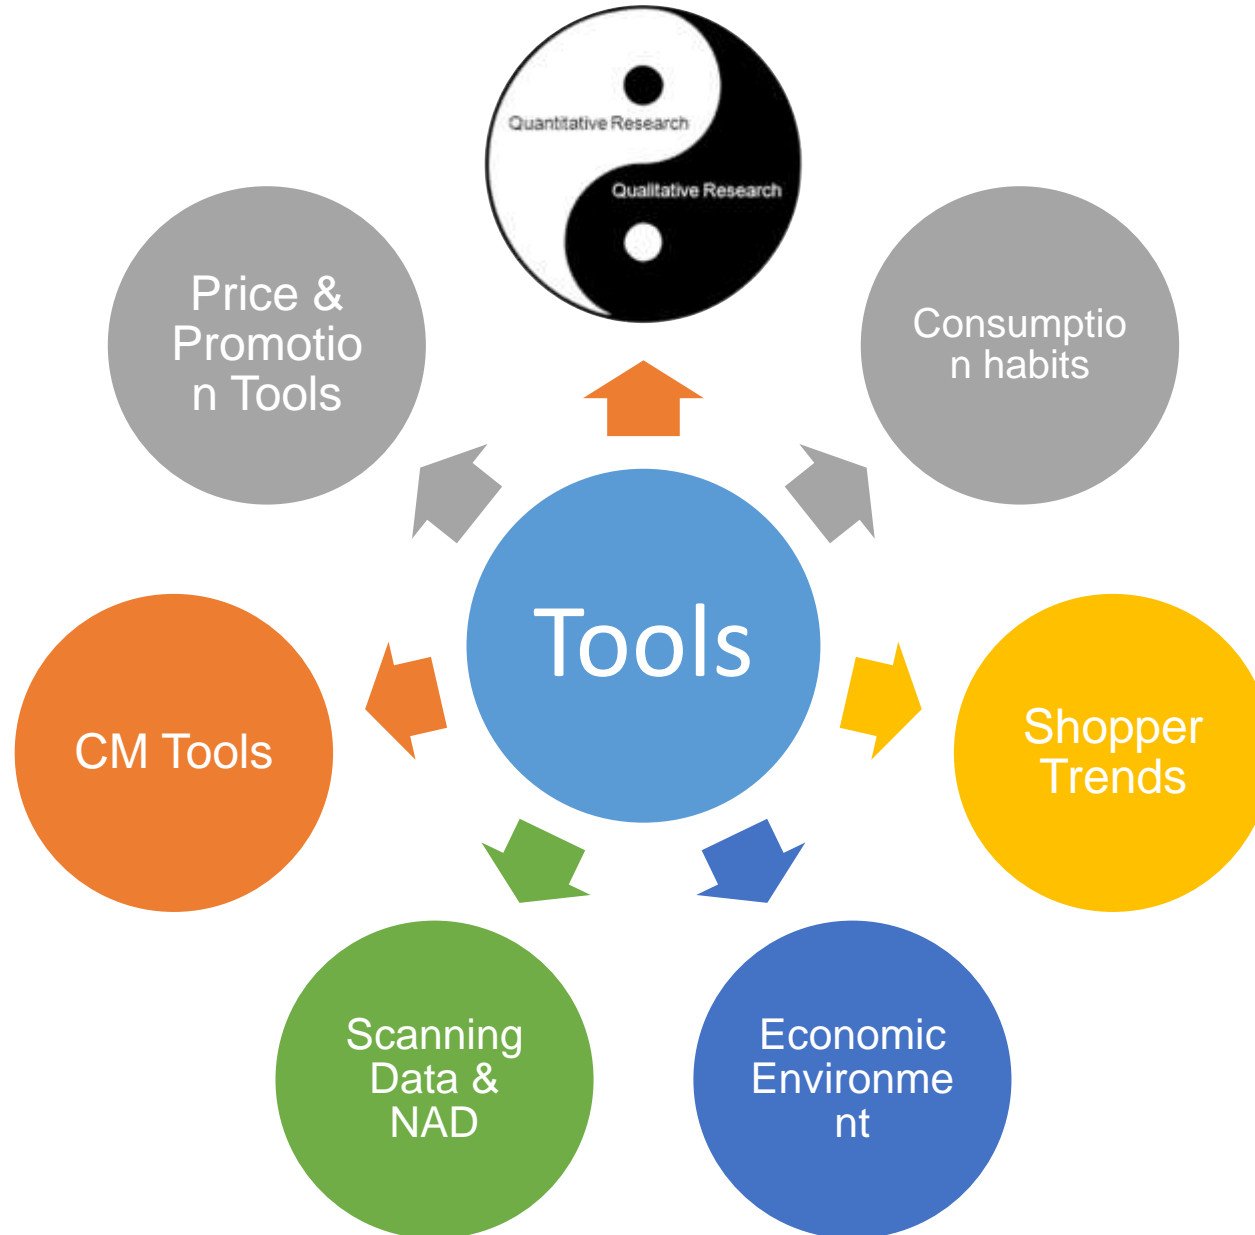 Quantitative Research
Qualitative Research
Price &
Promotio
n Tools
Consumptio
n habits
Tools
CM Tools
Shopper
Trends
Scanning
Data &
NAD
Economic
Environme
nt